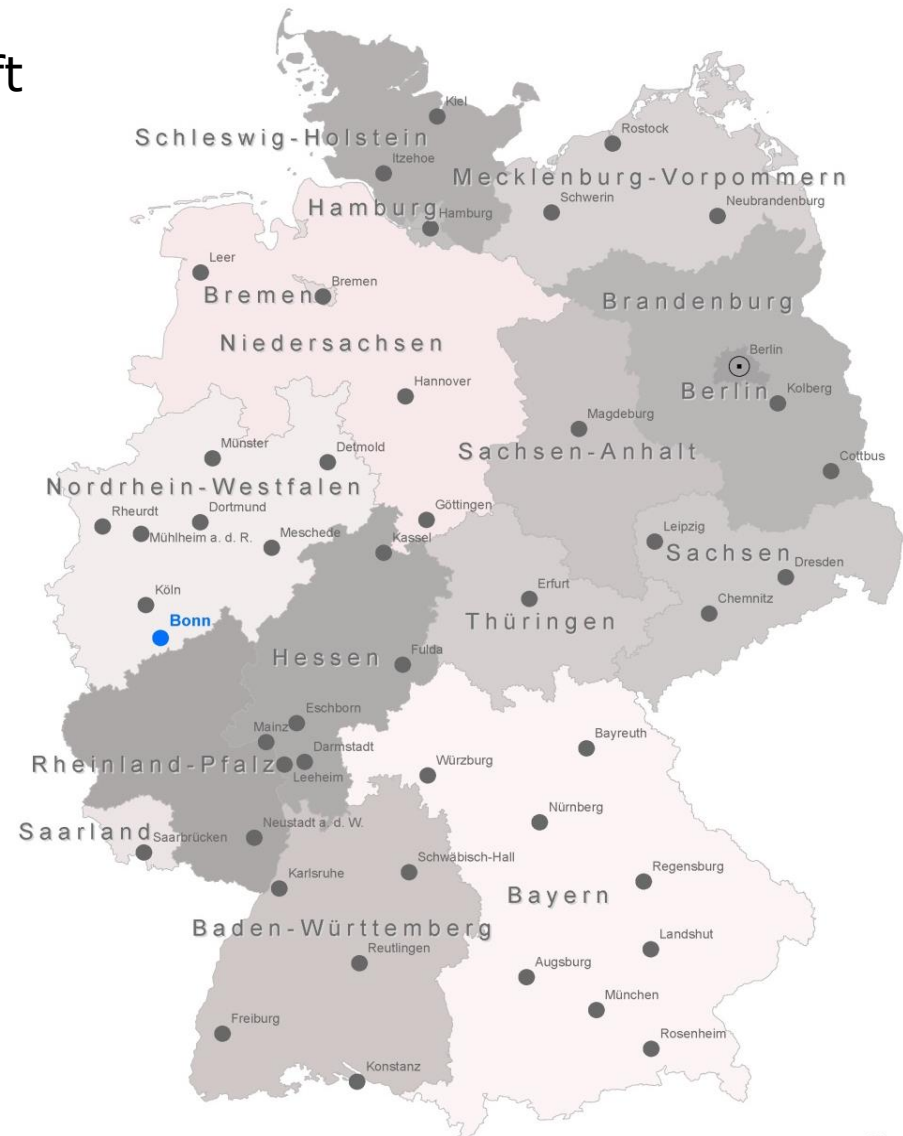 ft
Kiel
Schleswig-Holstein
Rostock
Itzehoe
Mecklenburg-Vorpommern
Schwerin
Neubrandenburg
Hamburg
Hamburg
Leer
Bremen
Bremen
Brandenburg
Niedersachsen
Berlin
Berlin
Hannover
Kolberg
Magdeburg
Münster
Detmold
Sachsen-Anhalt
Cottbus
Nordrhein-Westfalen
Rheurdt
Dortmund
Göttingen
Mühlheim a. d. R.
Meschede
Kassel
Leipzig
Sachsen
Dresden
Köln
Erfurt
Chemnitz
Bonn
Thüringen
Hessen
Fulda
Eschborn
Mainz
Bayreuth
Darmstadt
Rheinland-Pfalz
Leeheim
Würzburg
Neustadt a. d. W.
Nürnberg
Saarland
Saarbrücken
Schwäbisch-Hall
Karlsruhe
Regensburg
Bayern
Baden-Württemberg
Reutlingen
Landshut
Augsburg
München
Freiburg
Rosenheim
Konstanz